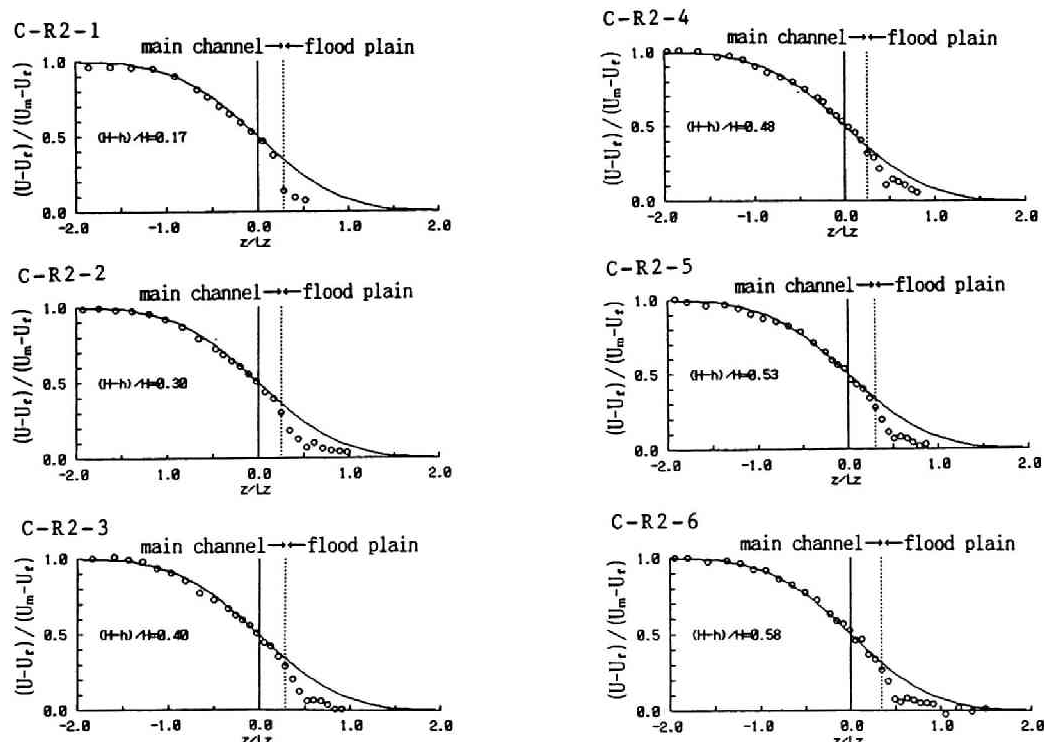 C-R2-1
main channel→←flood plain
(U-Uf)/(Um-Uf)
1.0
0.5
0.0
(H-h)/H=0.17
-2.0 -1.0 0.0 1.0 2.0
z/Lz
C-R2-2
main channel→←flood plain
(U-Uf)/(Um-Uf)
1.0
0.5
0.0
(H-h)/H=0.30
-2.0 -1.0 0.0 1.0 2.0
z/Lz
C-R2-3
main channel→←flood plain
(U-Uf)/(Um-Uf)
1.0
0.5
0.0
(H-h)/H=0.40
-2.0 -1.0 0.0 1.0 2.0
z/Lz
C-R2-4
main channel→←flood plain
(U-Uf)/(Um-Uf)
1.0
0.5
0.0
(H-h)/H=0.48
-2.0 -1.0 0.0 1.0 2.0
z/Lz
C-R2-5
main channel→←flood plain
(U-Uf)/(Um-Uf)
1.0
0.5
0.0
(H-h)/H=0.53
-2.0 -1.0 0.0 1.0 2.0
z/Lz
C-R2-6
main channel→←flood plain
(U-Uf)/(Um-Uf)
1.0
0.5
0.0
(H-h)/H=0.58
-2.0 -1.0 0.0 1.0 2.0
z/Lz